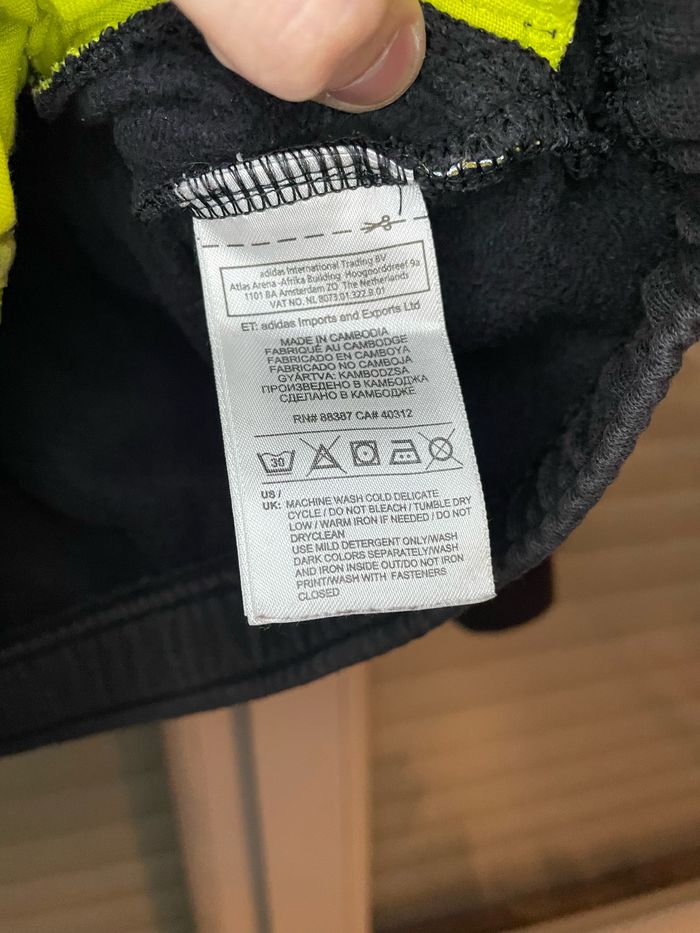 adidas International Trading BV
Atlas Arena-Afrika Building Hoogoorddreef 9a
1101 BA Amsterdam ZO The Netherlands
VAT NO. NL 8073.01.322.B.01
ET: adidas Imports and Exports Ltd
MADE IN CAMBODIA
FABRIQUÉ AU CAMBODGE
FABRICADO EN CAMBOYA
FABRICADO NO CAMBOJA
GYÁRTVA: KAMBODZSA
ПРОИЗВЕДЕНО В КАМБОДЖА
СДЕЛАНО В КАМБОДЖЕ
RN# 88387 CA# 40312
30
US /
UK: MACHINE WASH COLD DELICATE
CYCLE / DO NOT BLEACH / TUMBLE DRY
LOW / WARM IRON IF NEEDED / DO NOT
DRYCLEAN
USE MILD DETERGENT ONLY/WASH
DARK COLORS SEPARATELY/WASH
AND IRON INSIDE OUT/DO NOT IRON
PRINT/WASH WITH FASTENERS
CLOSED